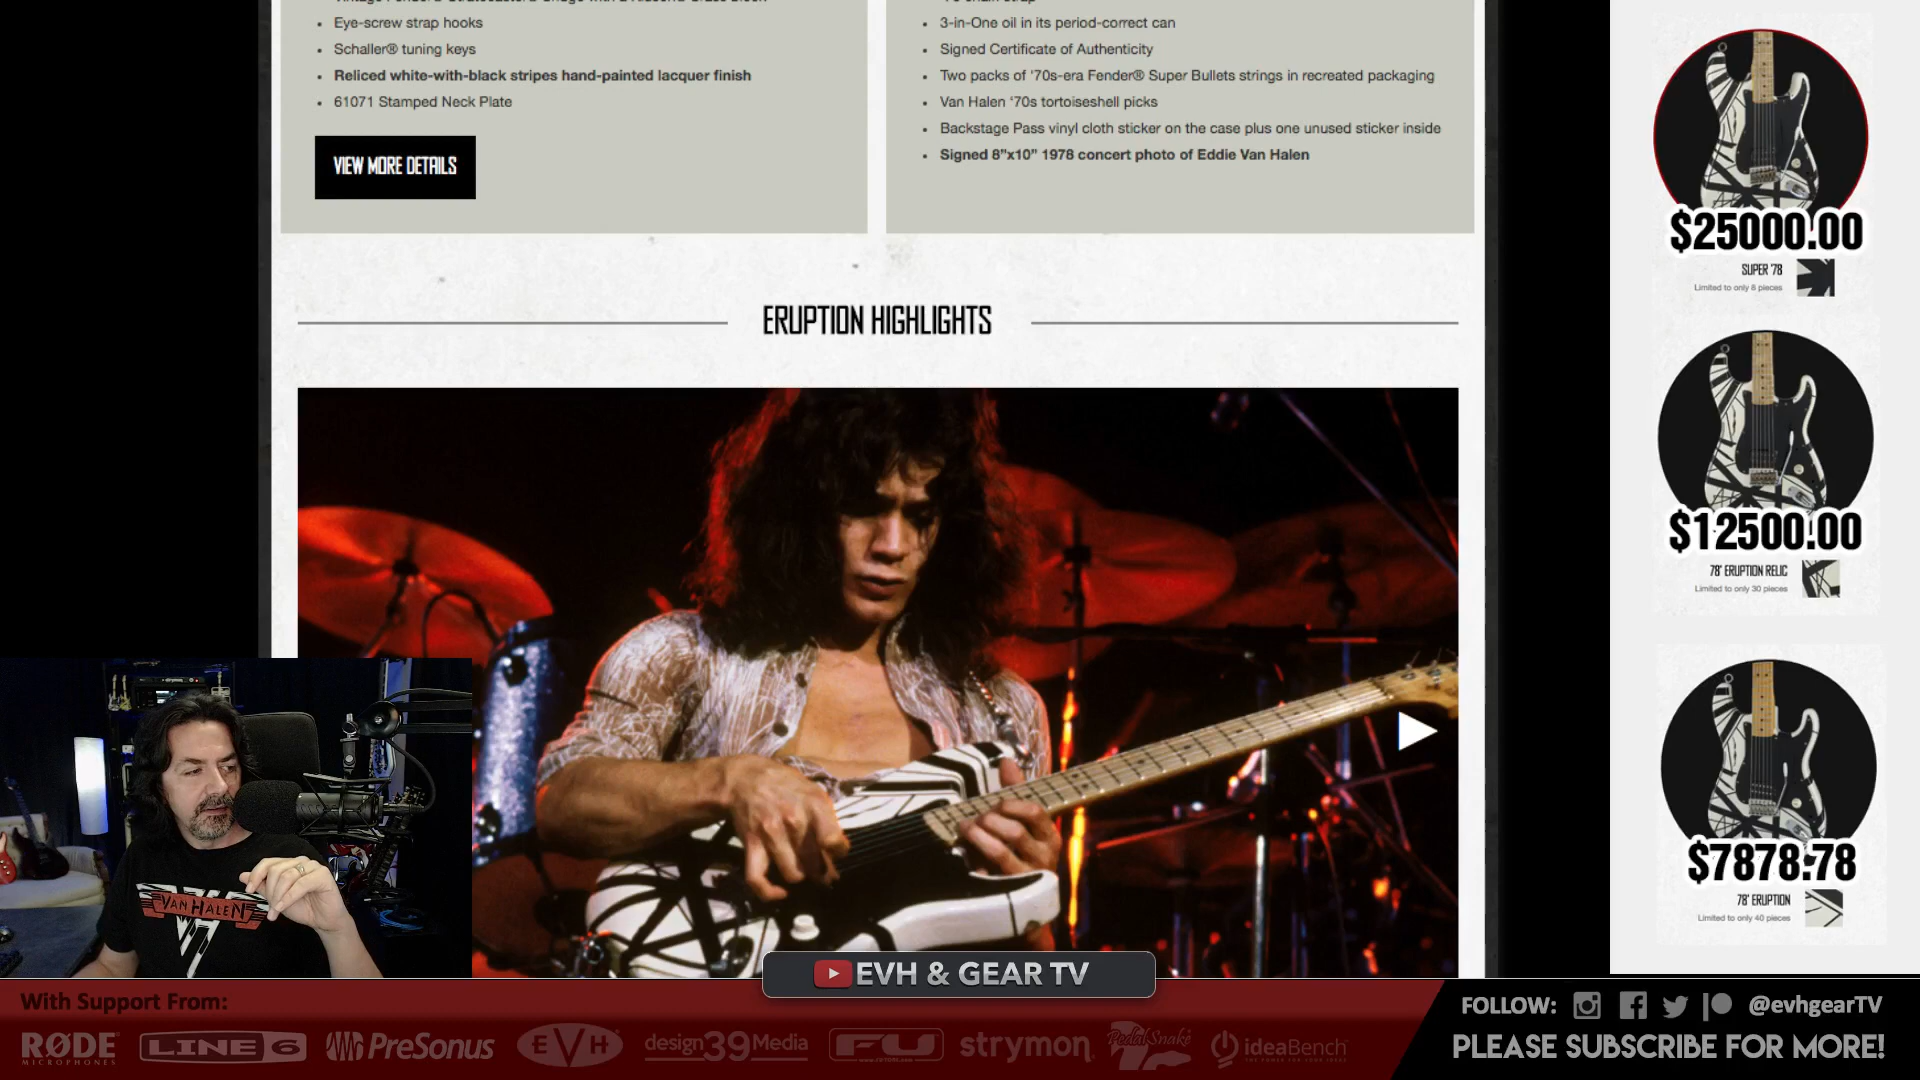 Eye-screw strap hooks
Schaller® tuning keys
Reliced white-with-black stripes hand-painted lacquer finish
61071 Stamped Neck Plate
VIEW MORE DETAILS
3-in-One oil in its period-correct can
Signed Certificate of Authenticity
Two packs of '70s-era Fender® Super Bullets strings in recreated packaging
Van Halen ‘70s tortoiseshell picks
Backstage Pass vinyl cloth sticker on the case plus one unused sticker inside
Signed 8"x10" 1978 concert photo of Eddie Van Halen
ERUPTION HIGHLIGHTS
$25000.00
SUPER '78
Limited to only 8 pieces
$12500.00
78' ERUPTION RELIC
Limited to only 30 pieces
$7878.78
78' ERUPTION
Limited to only 40 pieces
VAN HALEN
EVH & GEAR TV
With Support From:
RØDE
MICROPHONES
LINE 6
PreSonus
EVH
design39Media
FU
strymon
PedalSnake
ideaBench
FOLLOW:
@evhgearTV
PLEASE SUBSCRIBE FOR MORE!